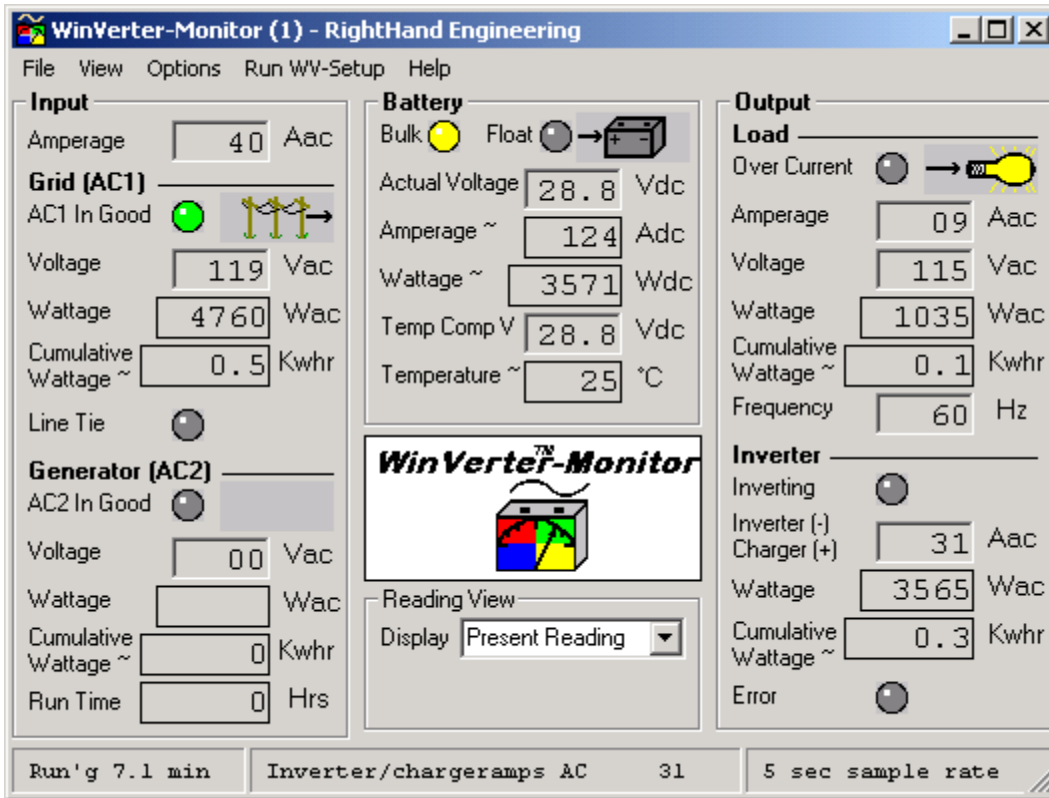 WinVerter-Monitor (1) - RightHand Engineering
File View Options Run WV-Setup Help
Input
Amperage 40 Aac
Grid (AC1)
AC1 In Good
Voltage 119 Vac
Wattage 4760 Wac
Cumulative
Wattage ~ 0.5 Kwhr
Line Tie
Generator (AC2)
AC2 In Good
Voltage 00 Vac
Wattage Wac
Cumulative
Wattage ~ 0 Kwhr
Run Time 0 Hrs
Battery
Bulk Float
Actual Voltage 28.8 Vdc
Amperage ~ 124 Adc
Wattage ~ 3571 Wdc
Temp Comp V 28.8 Vdc
Temperature ~ 25 °C
WinVerter-Monitor™
Reading View
Display Present Reading
Output
Load
Over Current
Amperage 09 Aac
Voltage 115 Vac
Wattage 1035 Wac
Cumulative
Wattage ~ 0.1 Kwhr
Frequency 60 Hz
Inverter
Inverting
Inverter (-)
Charger (+) 31 Aac
Wattage 3565 Wac
Cumulative
Wattage ~ 0.3 Kwhr
Error
Run'g 7.1 min Inverter/chargeramps AC 31 5 sec sample rate